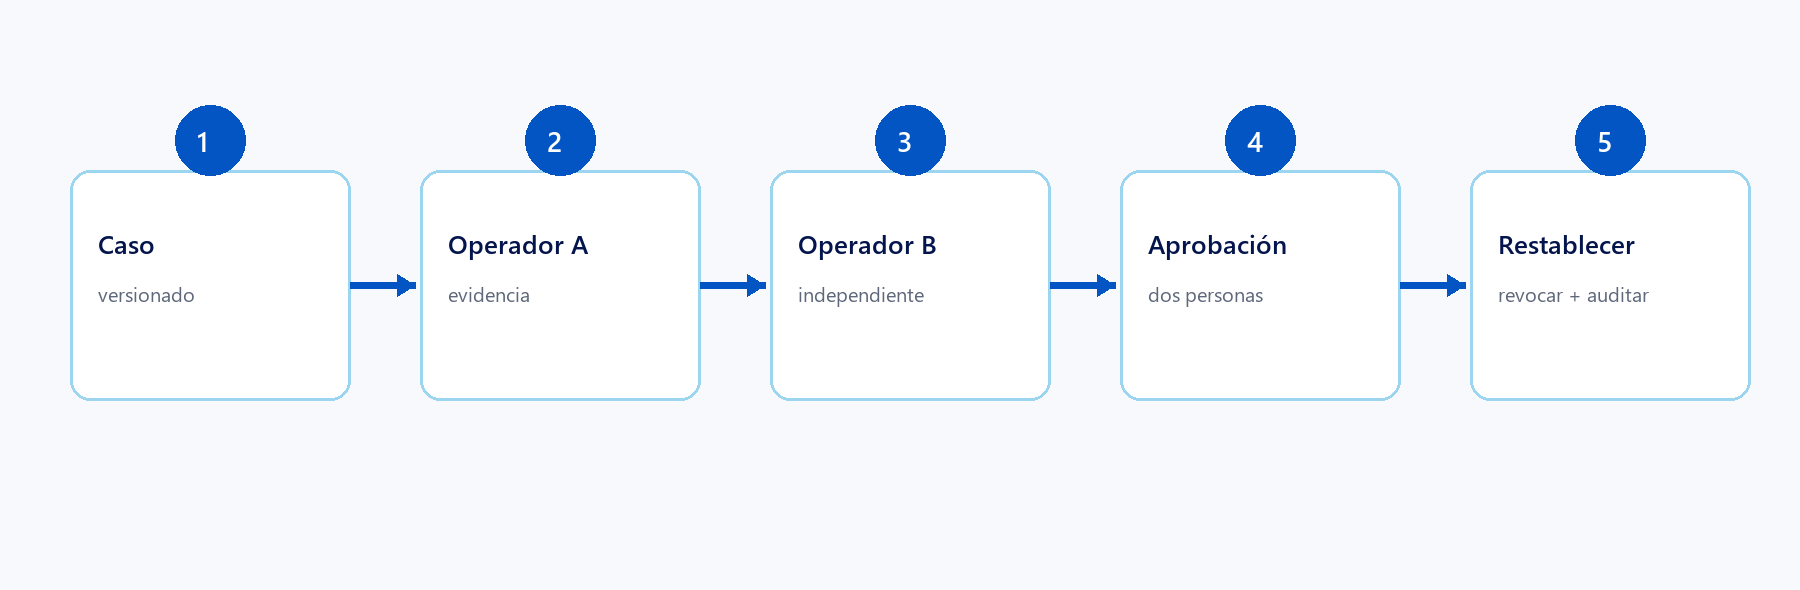 1
Caso
versionado
2
Operador A
evidencia
3
Operador B
independiente
4
Aprobación
dos personas
5
Restablecer
revocar + auditar